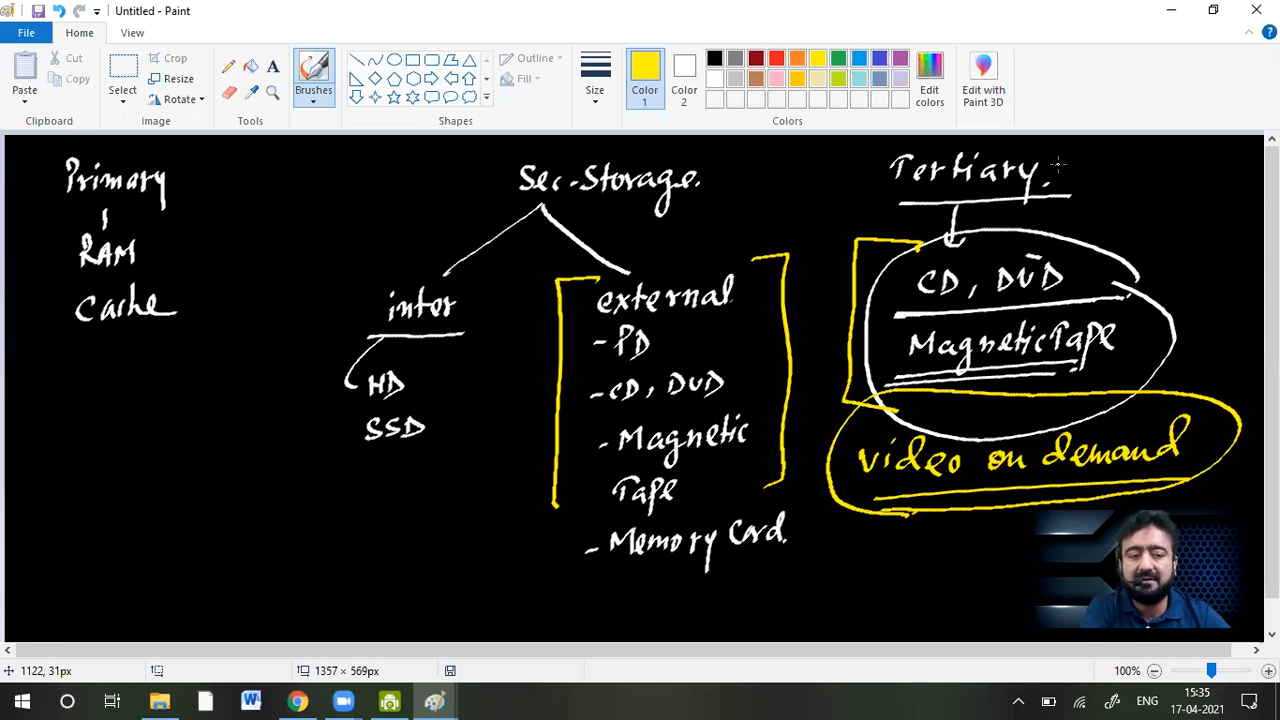 Untitled - Paint
File
Home
View
Paste
Cut
Copy
Clipboard
Select
Crop
Resize
Rotate
Image
Tools
Brushes
Shapes
Outline
Fill
Size
Color 1
Color 2
Colors
Edit colors
Edit with Paint 3D
Primary
RAM
Cache
Sec-Storage.
inter
HD
SSD
external
- PD
- CD, DVD
- Magnetic
Tape
- Memory Card.
Tertiary.
CD, DVD
Magnetic Tape
video on demand
1122, 31px
1357 × 569px
100%
ENG
15:35
17-04-2021